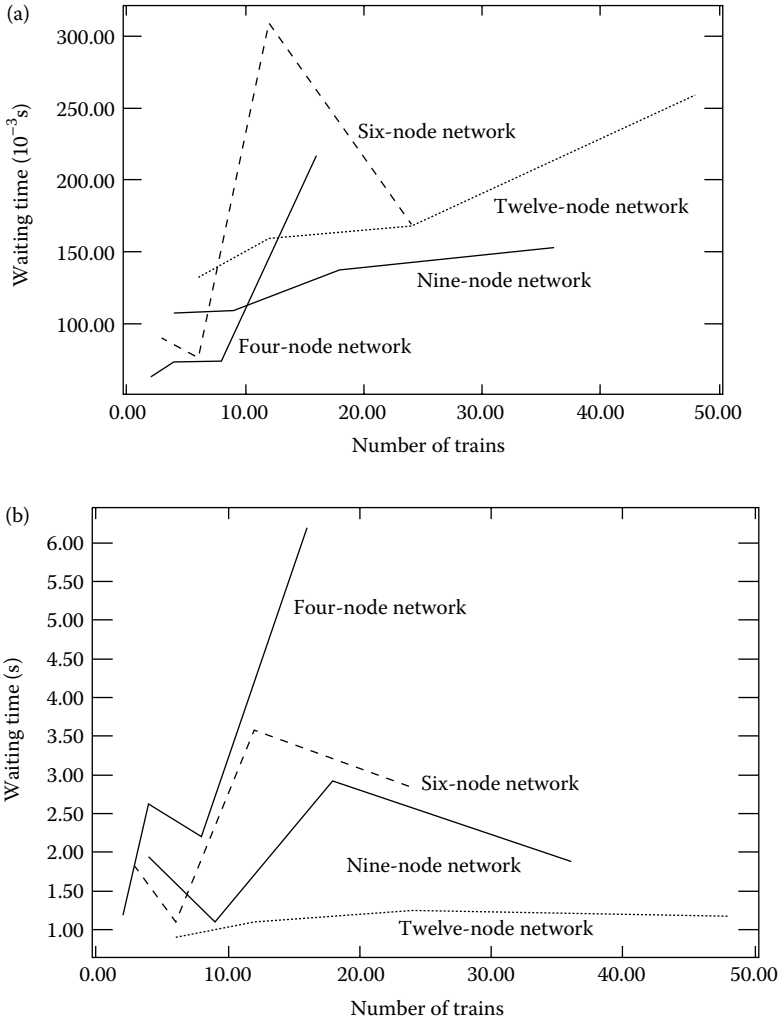 (a)
300.00
250.00
200.00
150.00
100.00
Waiting time (10⁻³s)
Six-node network
Twelve-node network
Nine-node network
Four-node network
0.00 10.00 20.00 30.00 40.00 50.00
Number of trains
(b)
6.00
5.50
5.00
4.50
4.00
3.50
3.00
2.50
2.00
1.50
1.00
Waiting time (s)
Four-node network
Six-node network
Nine-node network
Twelve-node network
0.00 10.00 20.00 30.00 40.00 50.00
Number of trains